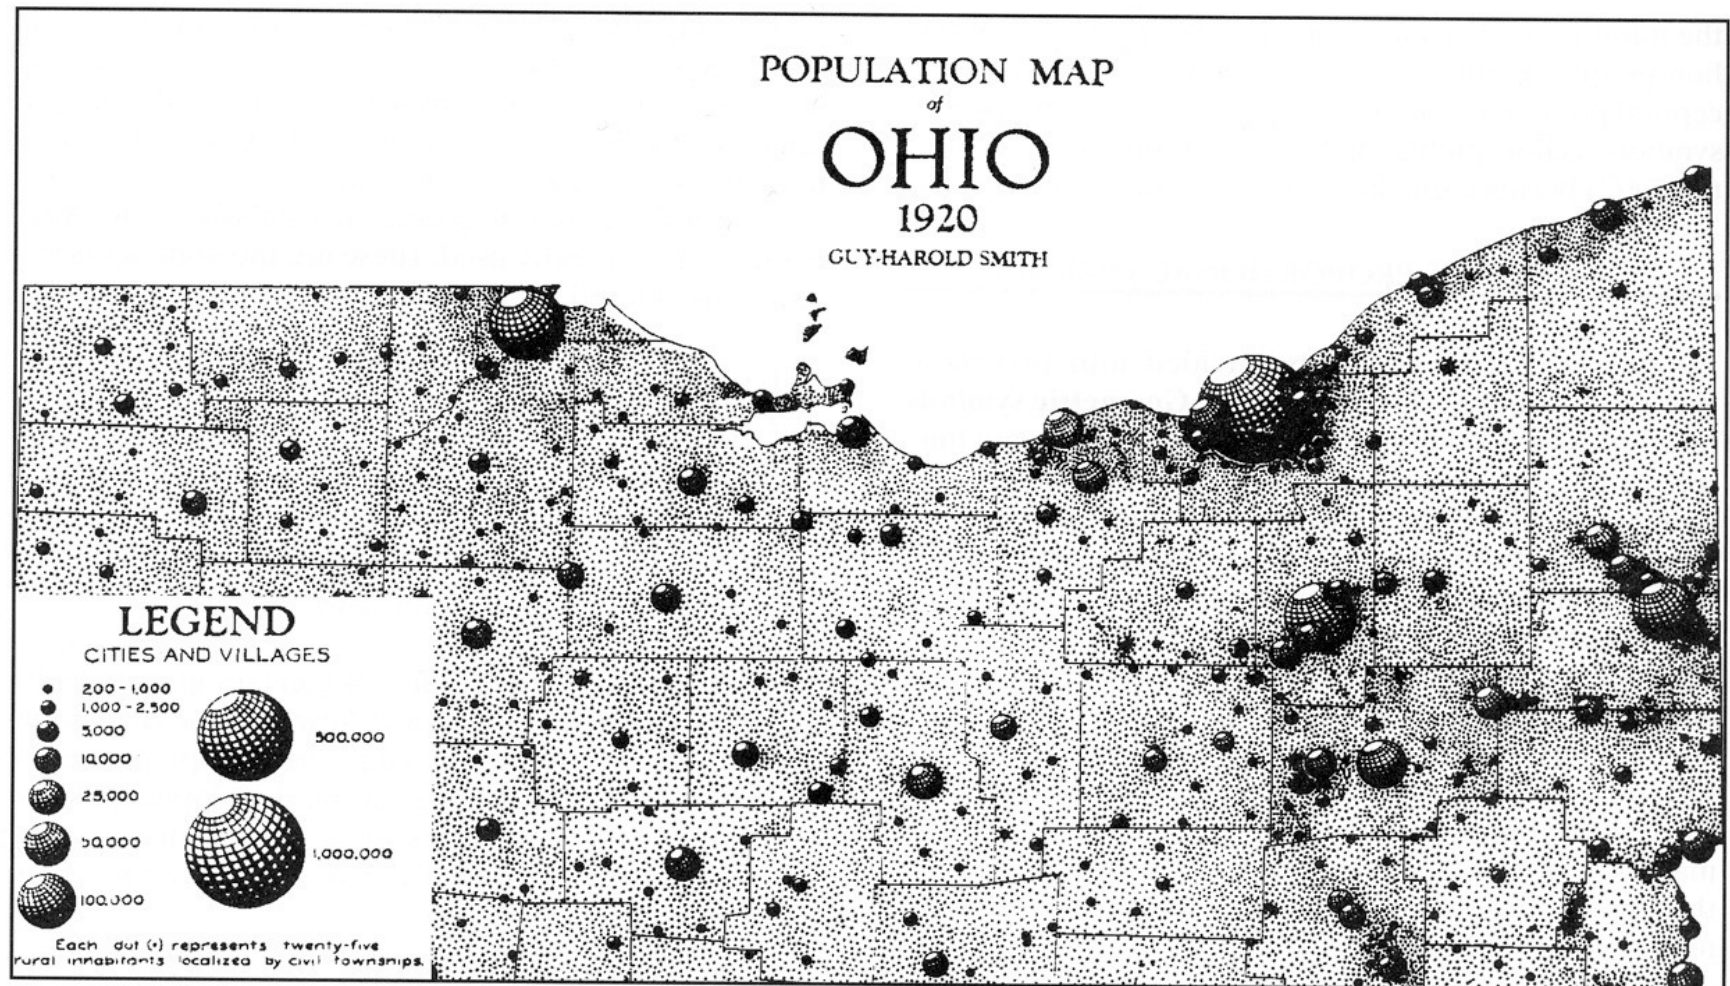 POPULATION MAP
of
OHIO
1920
GUY-HAROLD SMITH
LEGEND
CITIES AND VILLAGES
200 - 1,000
1,000 - 2,500
5,000
10,000
25,000
50,000
100,000
500,000
1,000,000
Each dot (•) represents twenty-five
rural inhabitants localized by civil townships.